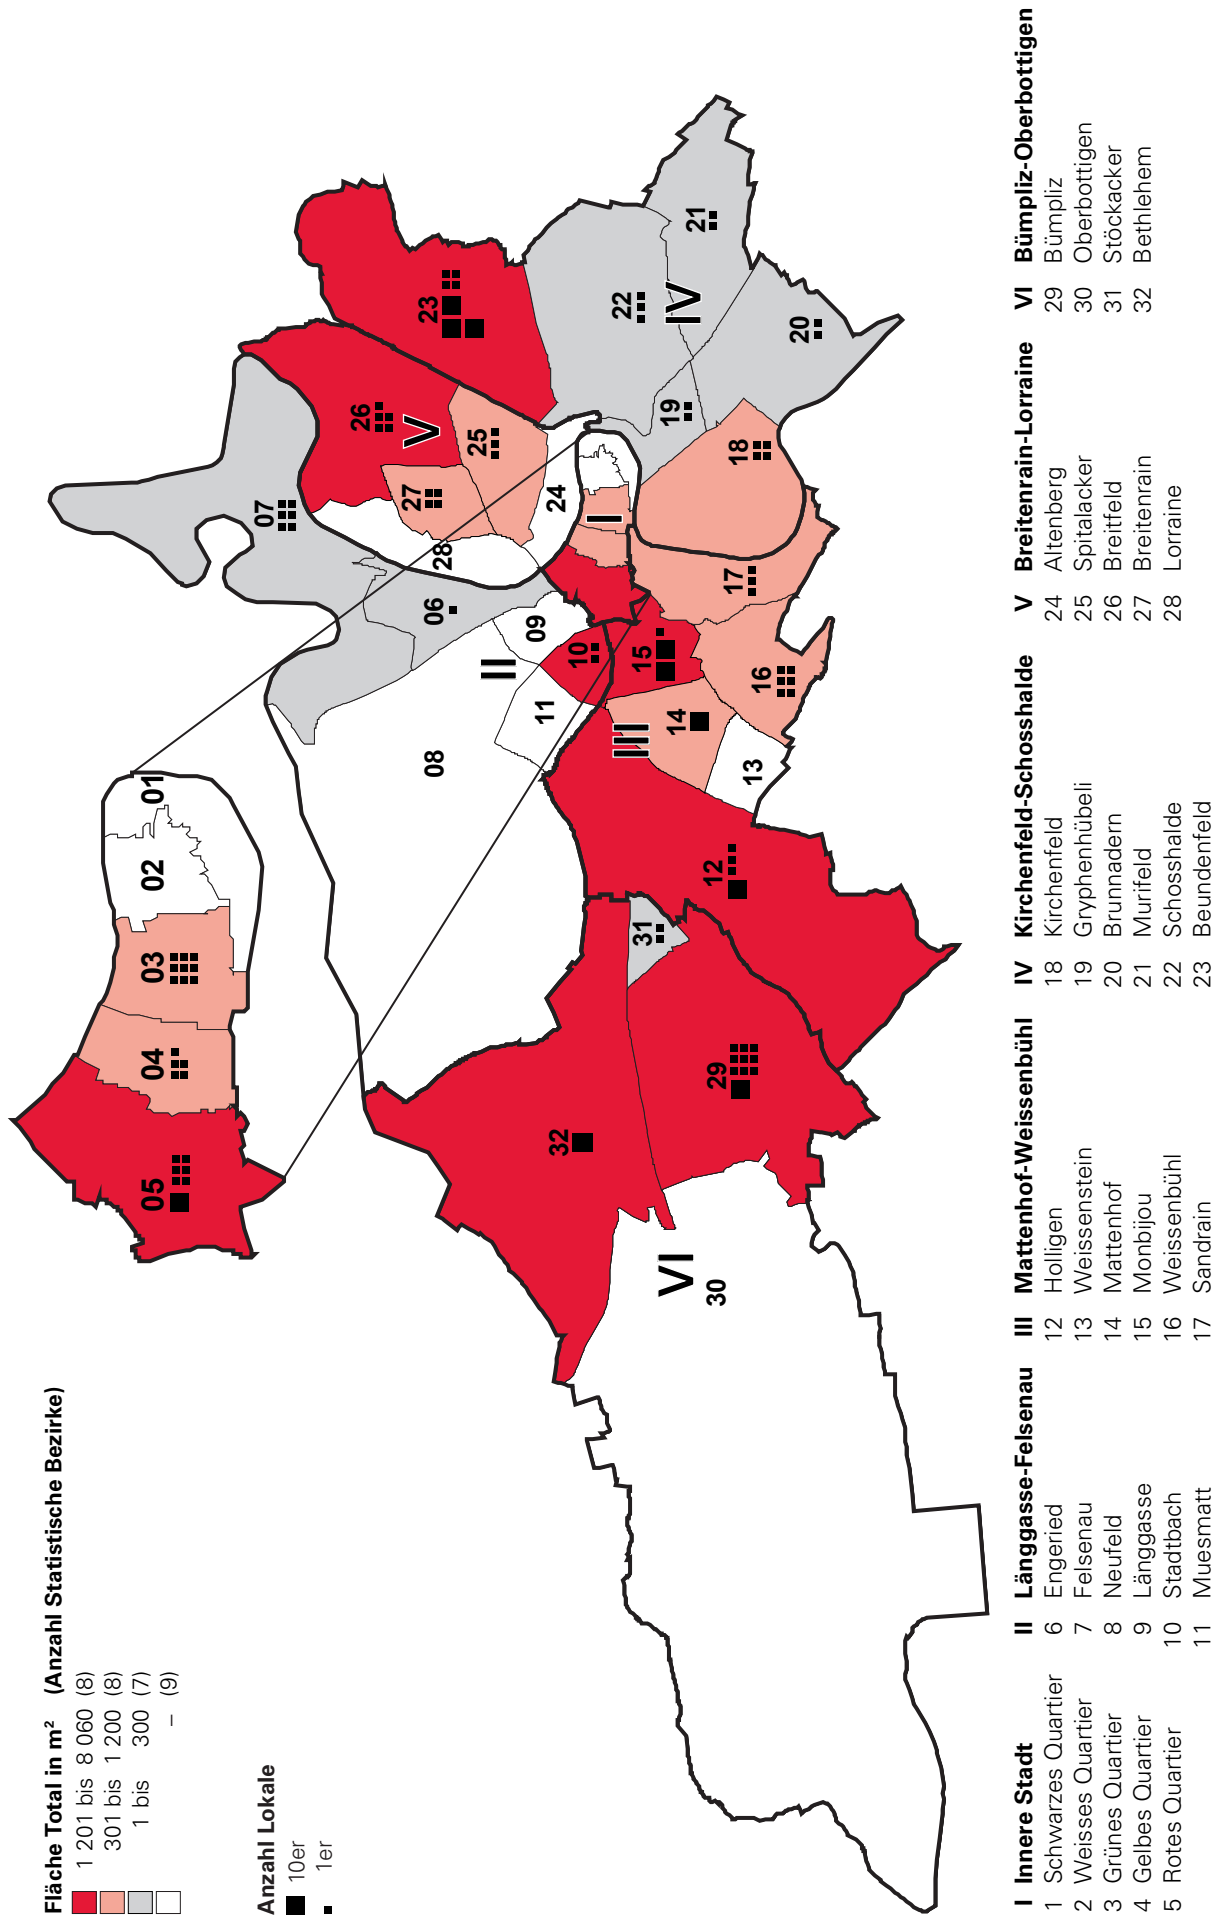 Fläche Total in m² (Anzahl Statistische Bezirke)
1 201 bis 8 060 (8)
301 bis 1 200 (8)
1 bis 300 (7)
– (9)
Anzahl Lokale
10er
1er
05
04
03
02
01
07
26
23
V
27
25
28
24
06
II
09
10
11
08
22
IV
21
19
20
18
I
17
15
III
14
16
13
12
31
32
29
VI
30
I Innere Stadt
1 Schwarzes Quartier
2 Weisses Quartier
3 Grünes Quartier
4 Gelbes Quartier
5 Rotes Quartier
II Länggasse-Felsenau
6 Engeried
7 Felsenau
8 Neufeld
9 Länggasse
10 Stadtbach
11 Muesmatt
III Mattenhof-Weissenbühl
12 Holligen
13 Weissenstein
14 Mattenhof
15 Monbijou
16 Weissenbühl
17 Sandrain
IV Kirchenfeld-Schosshalde
18 Kirchenfeld
19 Gryphenhübeli
20 Brunnadern
21 Murifeld
22 Schosshalde
23 Beundenfeld
V Breitenrain-Lorraine
24 Altenberg
25 Spitalacker
26 Breitfeld
27 Breitenrain
28 Lorraine
VI Bümpliz-Oberbottigen
29 Bümpliz
30 Oberbottigen
31 Stöckacker
32 Bethlehem